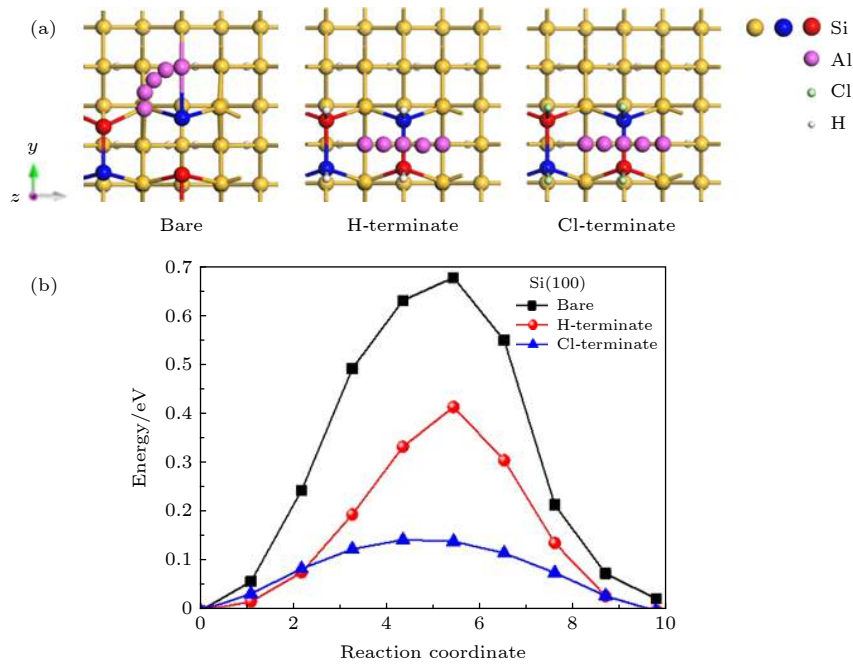 (a)
Si
Al
Cl
H
y
z
Bare
H-terminate
Cl-terminate
(b)
Si(100)
Bare
H-terminate
Cl-terminate
Energy/eV
0.7
0.6
0.5
0.4
0.3
0.2
0.1
0
0 2 4 6 8 10
Reaction coordinate